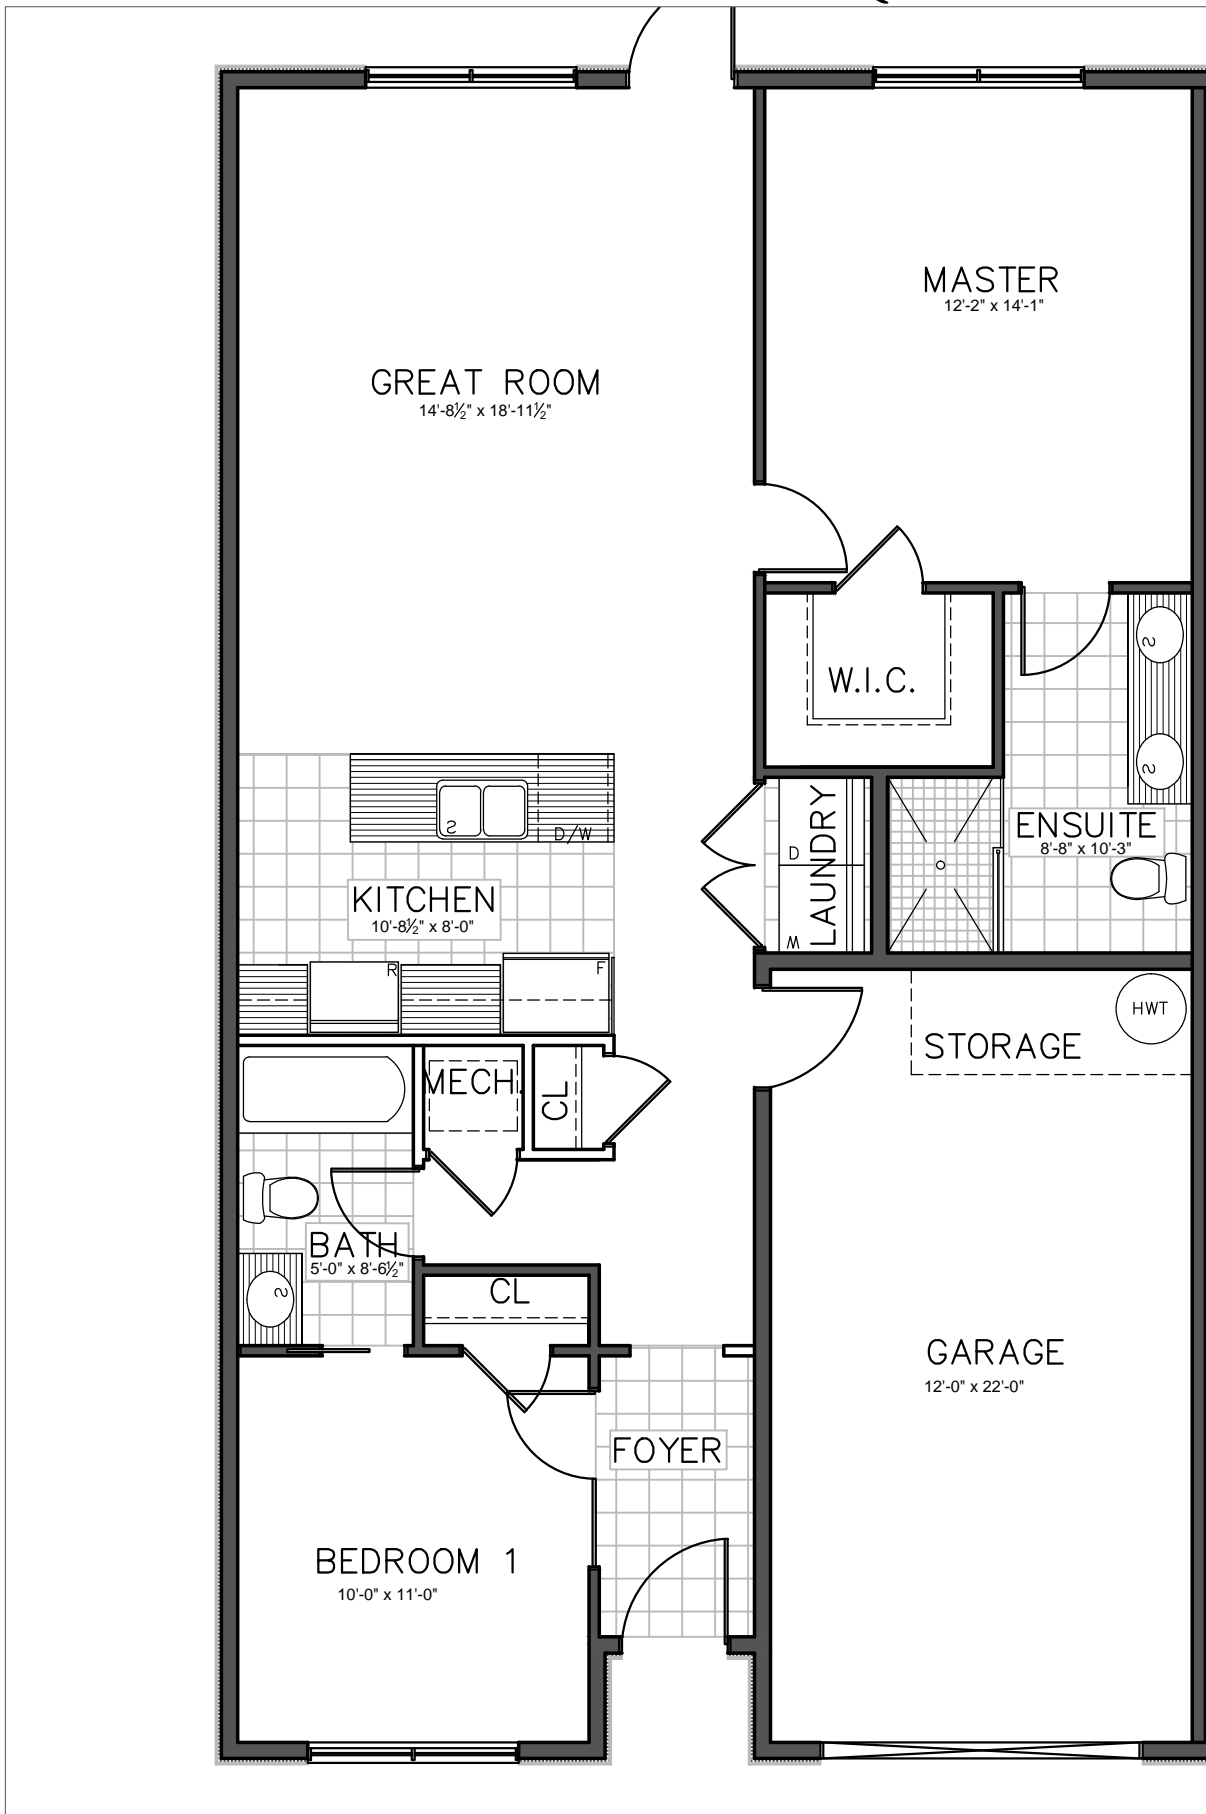 MASTER
12'-2" x 14'-1"
GREAT ROOM
14'-8½" x 18'-11½"
W.I.C.
S
S
S
D/W
LAUNDRY
D
W
ENSUITE
8'-8" x 10'-3"
KITCHEN
10'-8½" x 8'-0"
R
F
HWT
STORAGE
MECH.
CL
BATH
5'-0" x 8'-6½"
S
CL
GARAGE
12'-0" x 22'-0"
FOYER
BEDROOM 1
10'-0" x 11'-0"